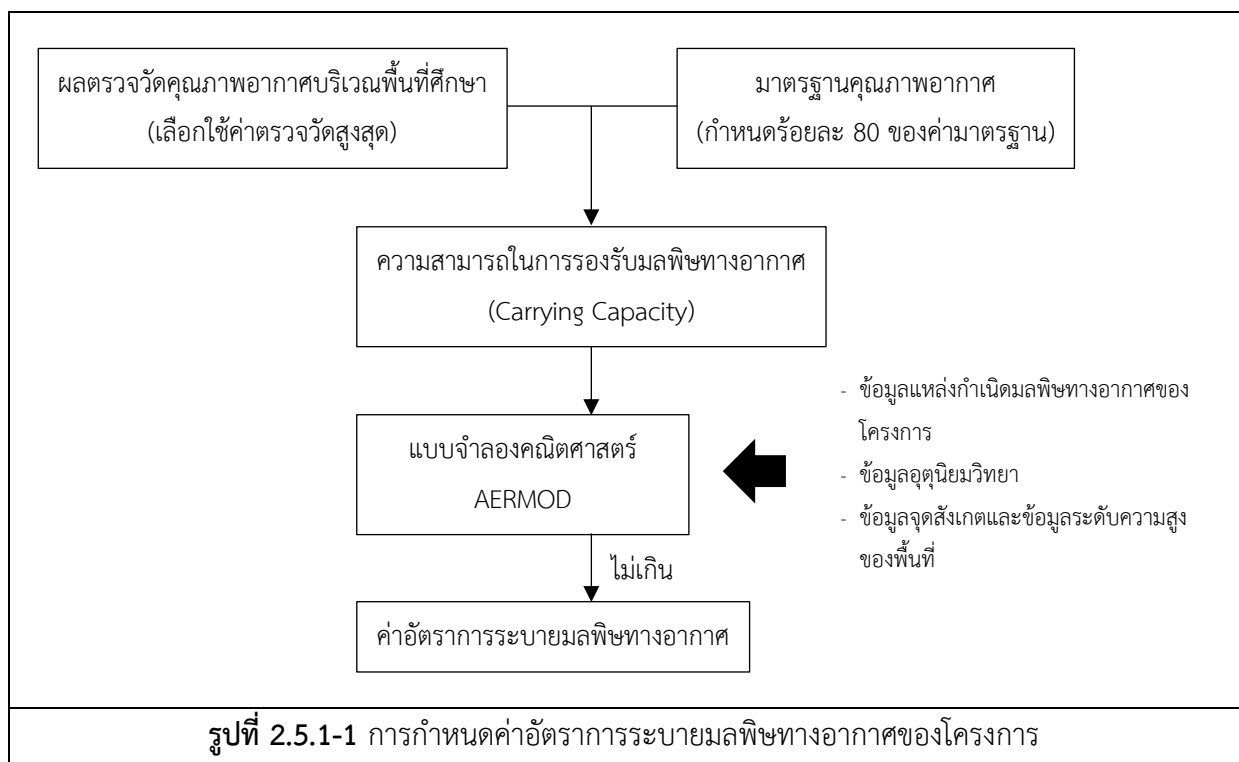 ผลตรวจวัดคุณภาพอากาศบริเวณพื้นที่ศึกษา
(เลือกใช้ค่าตรวจวัดสูงสุด)
มาตรฐานคุณภาพอากาศ
(กำหนดร้อยละ 80 ของค่ามาตรฐาน)
ความสามารถในการรองรับมลพิษทางอากาศ
(Carrying Capacity)
แบบจำลองคณิตศาสตร์
AERMOD
- ข้อมูลแหล่งกำเนิดมลพิษทางอากาศของ
โครงการ
- ข้อมูลอุตุนิยมวิทยา
- ข้อมูลจุดสังเกตและข้อมูลระดับความสูง
ของพื้นที่
ไม่เกิน
ค่าอัตราการระบายมลพิษทางอากาศ
รูปที่ 2.5.1-1 การกำหนดค่าอัตราการระบายมลพิษทางอากาศของโครงการ